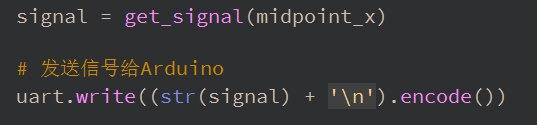 signal = get_signal(midpoint_x)
# 发送信号给Arduino
uart.write((str(signal) + '\n').encode())